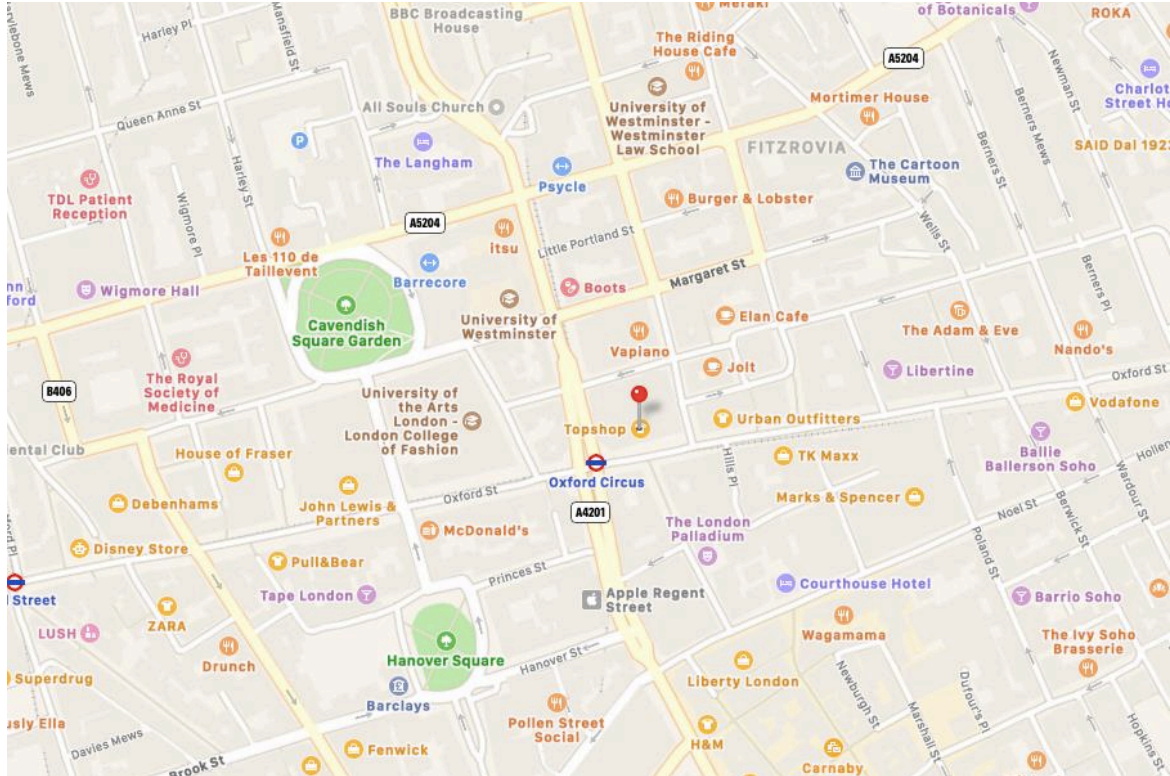 BBC Broadcasting
House
Meraki
of Botanicals
ROKA
Harley Pl
Mansfield St
The Riding
House Cafe
A5204
Newman St
Berners Mews
Charlot
Street Ho
Queen Anne St
All Souls Church
University of
Westminster -
Westminster
Law School
Mortimer House
FITZROVIA
Berners St
SAID Dal 1923
P
The Langham
Harley St
Psycle
The Cartoon
Museum
TDL Patient
Reception
Wigmore Pl
Burger & Lobster
A5204
itsu
Little Portland St
Wells St
Les 110 de
Taillevent
Barrecore
Margaret St
Berners Pl
Wigmore Hall
Boots
Cavendish
Square Garden
University of
Westminster
Elan Cafe
The Adam & Eve
Vapiano
Nando's
The Royal
Society of
Medicine
Jolt
Libertine
Oxford St
B406
University of
the Arts
London -
London College
of Fashion
Topshop
Urban Outfitters
Vodafone
ental Club
House of Fraser
Oxford Circus
Hills Pl
TK Maxx
Ballie
Ballerson Soho
Wardour St
Hollen
Debenhams
John Lewis &
Partners
Oxford St
A4201
Marks & Spencer
Noel St
Berwick St
McDonald's
The London
Palladium
Poland St
Disney Store
Pull&Bear
Princes St
Street
Tape London
Apple Regent
Street
Courthouse Hotel
Barrio Soho
ZARA
LUSH
Wagamama
The Ivy Soho
Brasserie
Drunch
Hanover Square
Hanover St
Superdrug
Liberty London
Newburgh St
Marshall St
Dufour's Pl
Hopkins St
Barclays
Pollen Street
Social
usly Ella
Davies Mews
Brook St
Fenwick
H&M
Carnaby